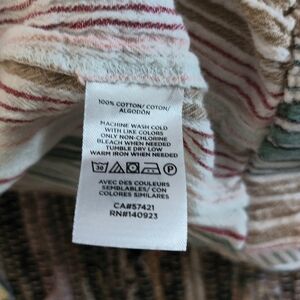 100% COTTON/ COTON/
ALGODÓN
MACHINE WASH COLD
WITH LIKE COLORS
ONLY NON-CHLORINE
BLEACH WHEN NEEDED
TUMBLE DRY LOW
WARM IRON WHEN NEEDED
30 P
AVEC DES COULEURS
SEMBLABLES/ CON
COLORES SIMILARES
CA#57421
RN#140923